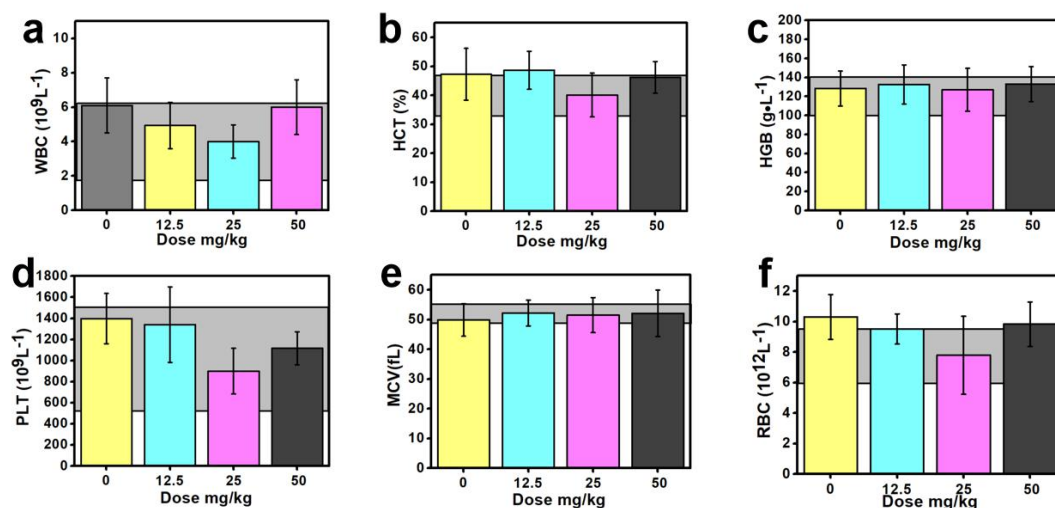 a
WBC (10⁹L-1)
10
8
6
4
2
0
0 12.5 25 50
Dose mg/kg
b
HCT (%)
60
50
40
30
20
10
0
0 12.5 25 50
Dose mg/kg
c
HGB (g•L-1)
200
180
160
140
120
100
80
60
40
20
0
0 12.5 25 50
Dose mg/kg
d
PLT (10⁹L-1)
1800
1600
1400
1200
1000
800
600
400
200
0
0 12.5 25 50
Dose mg/kg
e
MCV(fL)
60
50
40
30
20
10
0
0 12.5 25 50
Dose mg/kg
f
RBC (10¹²L-1)
12
10
8
6
4
2
0
0 12.5 25 50
Dose mg/kg